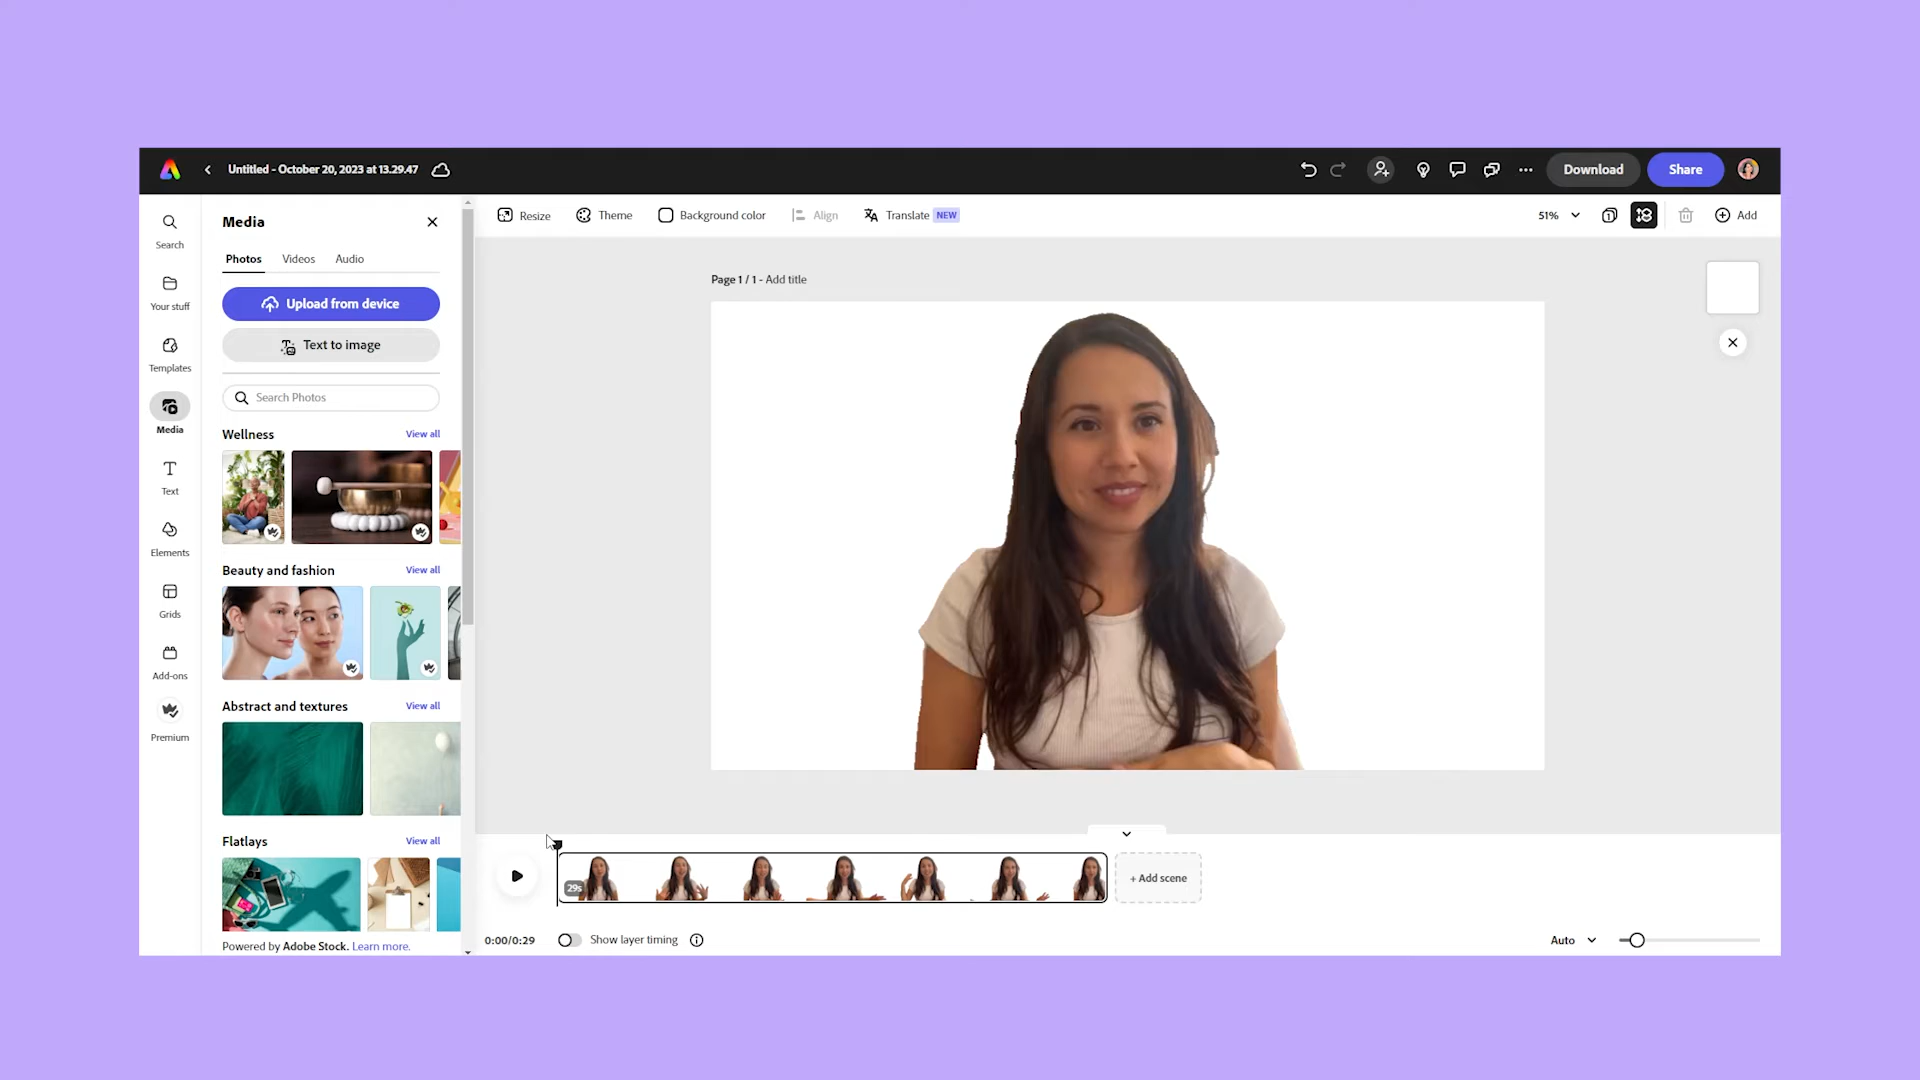 Untitled - October 20, 2023 at 13.29.47
Download
Share
Search
Your stuff
Templates
Media
Text
Elements
Grids
Add-ons
Premium
Media
Photos
Videos
Audio
Upload from device
Text to image
Search Photos
Wellness
View all
Beauty and fashion
View all
Abstract and textures
View all
Flatlays
View all
Powered by Adobe Stock. Learn more.
Resize
Theme
Background color
Align
Translate
NEW
51%
1
Add
Page 1 / 1 - Add title
29s
+ Add scene
0:00/0:29
Show layer timing
Auto